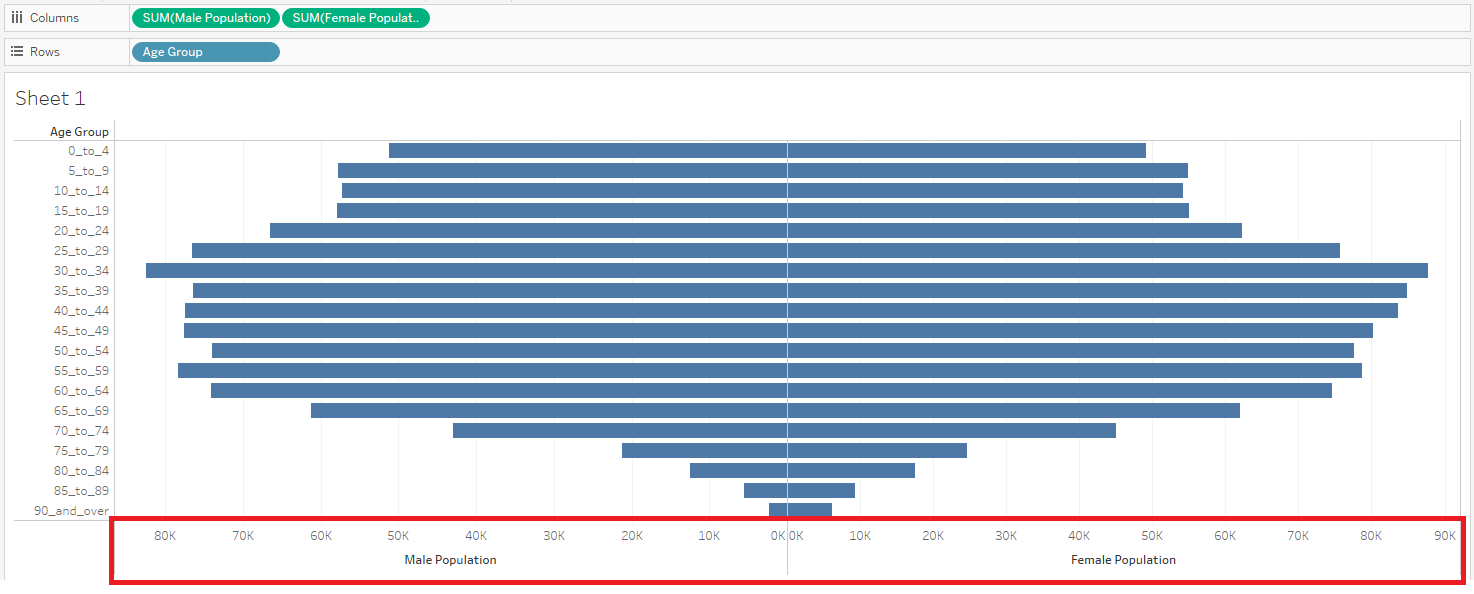 Columns SUM(Male Population) SUM(Female Populat..
Rows Age Group
Sheet 1
Age Group
0_to_4
5_to_9
10_to_14
15_to_19
20_to_24
25_to_29
30_to_34
35_to_39
40_to_44
45_to_49
50_to_54
55_to_59
60_to_64
65_to_69
70_to_74
75_to_79
80_to_84
85_to_89
90_and_over
80K 70K 60K 50K 40K 30K 20K 10K 0K 0K 10K 20K 30K 40K 50K 60K 70K 80K 90K
Male Population Female Population